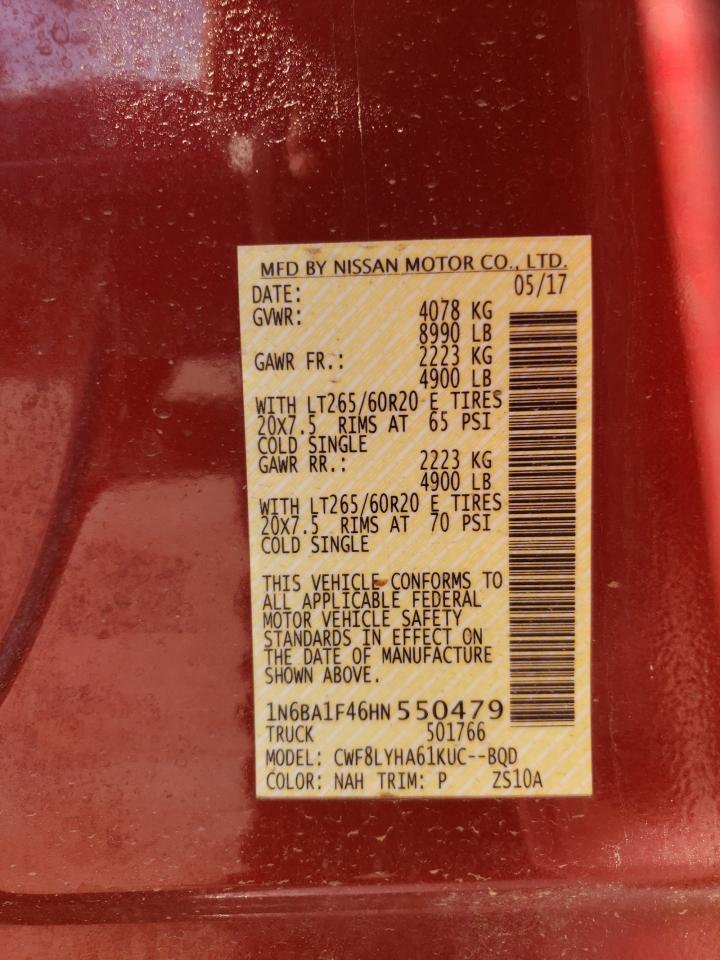 MFD BY NISSAN MOTOR CO., LTD.
DATE: 05/17
GVWR: 4078 KG
8990 LB
GAWR FR.: 2223 KG
4900 LB
WITH LT265/60R20 E TIRES
20X7.5 RIMS AT 65 PSI
COLD SINGLE
GAWR RR.: 2223 KG
4900 LB
WITH LT265/60R20 E TIRES
20X7.5 RIMS AT 70 PSI
COLD SINGLE
THIS VEHICLE CONFORMS TO
ALL APPLICABLE FEDERAL
MOTOR VEHICLE SAFETY
STANDARDS IN EFFECT ON
THE DATE OF MANUFACTURE
SHOWN ABOVE.
1N6BA1F46HN550479
TRUCK 501766
MODEL: CWF8LYHA61KUC--BQD
COLOR: NAH TRIM: P ZS10A